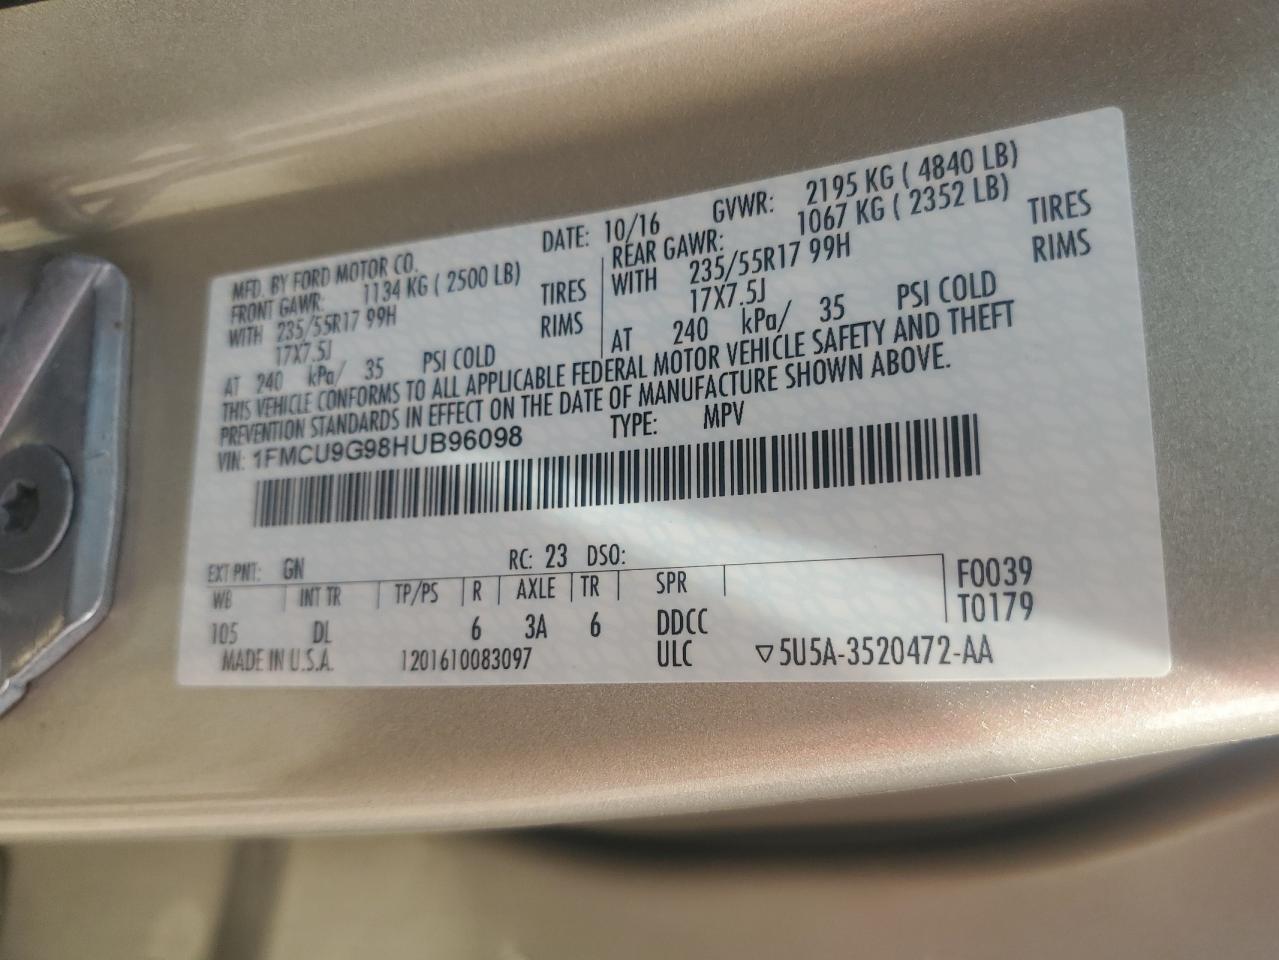 MFD. BY FORD MOTOR CO. DATE: 10/16 GVWR: 2195 KG ( 4840 LB)
FRONT GAWR: 1134 KG ( 2500 LB) REAR GAWR: 1067 KG ( 2352 LB)
WITH 235/55R17 99H TIRES WITH 235/55R17 99H TIRES
17X7.5J RIMS 17X7.5J RIMS
AT 240 kPa/ 35 PSI COLD AT 240 kPa/ 35 PSI COLD
THIS VEHICLE CONFORMS TO ALL APPLICABLE FEDERAL MOTOR VEHICLE SAFETY AND THEFT
PREVENTION STANDARDS IN EFFECT ON THE DATE OF MANUFACTURE SHOWN ABOVE.
VIN: 1FMCU9G98HUB96098 TYPE: MPV
EXT PNT: GN RC: 23 DSO:
WB INT TR TP/PS R AXLE TR SPR F0039
T0179
105 DL 6 3A 6 DDCC
MADE IN U.S.A. 1201610083097 ULC ▽5U5A-3520472-AA